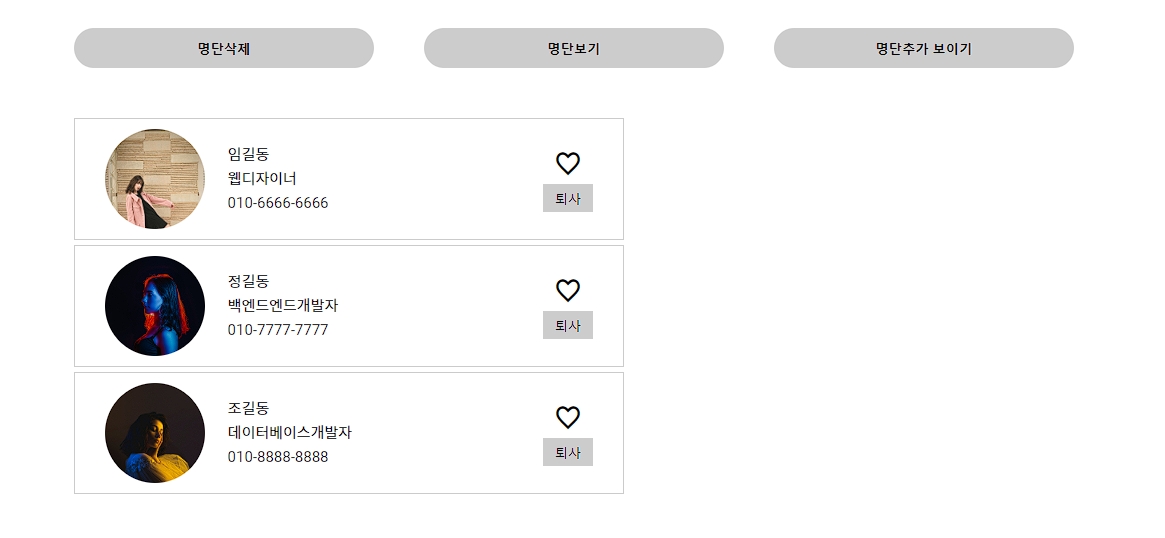 명단삭제
명단보기
명단추가 보이기
임길동
웹디자이너
010-6666-6666
퇴사
정길동
백엔드엔드개발자
010-7777-7777
퇴사
조길동
데이터베이스개발자
010-8888-8888
퇴사